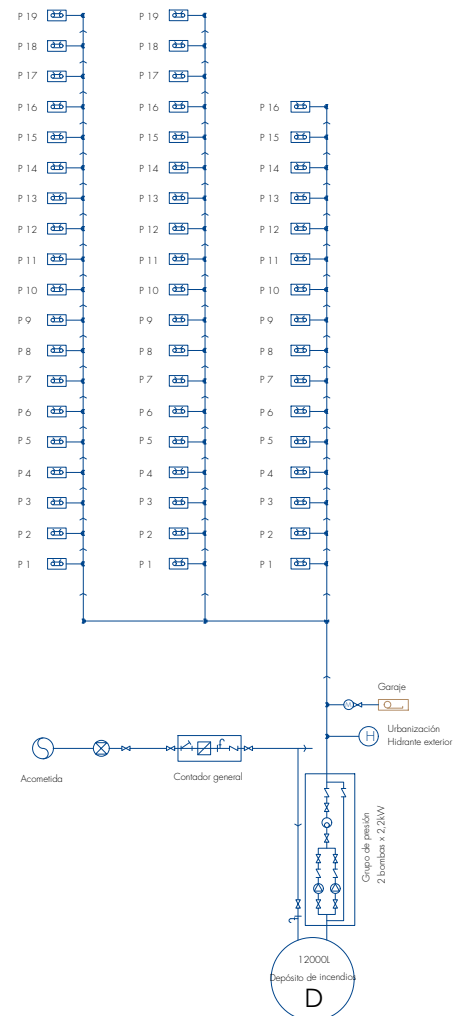 P 19 P 19
P 18 P 18
P 17 P 17
P 16 P 16 P 16
P 15 P 15 P 15
P 14 P 14 P 14
P 13 P 13 P 13
P 12 P 12 P 12
P 11 P 11 P 11
P 10 P 10 P 10
P 9 P 9 P 9
P 8 P 8 P 8
P 7 P 7 P 7
P 6 P 6 P 6
P 5 P 5 P 5
P 4 P 4 P 4
P 3 P 3 P 3
P 2 P 2 P 2
P 1 P 1 P 1
Garaje
M
Urbanización
H
Hidrante exterior
Acometida
Contador general
Grupo de presión
2 bombas x 2,2kW
12000L
Depósito de incendios
D